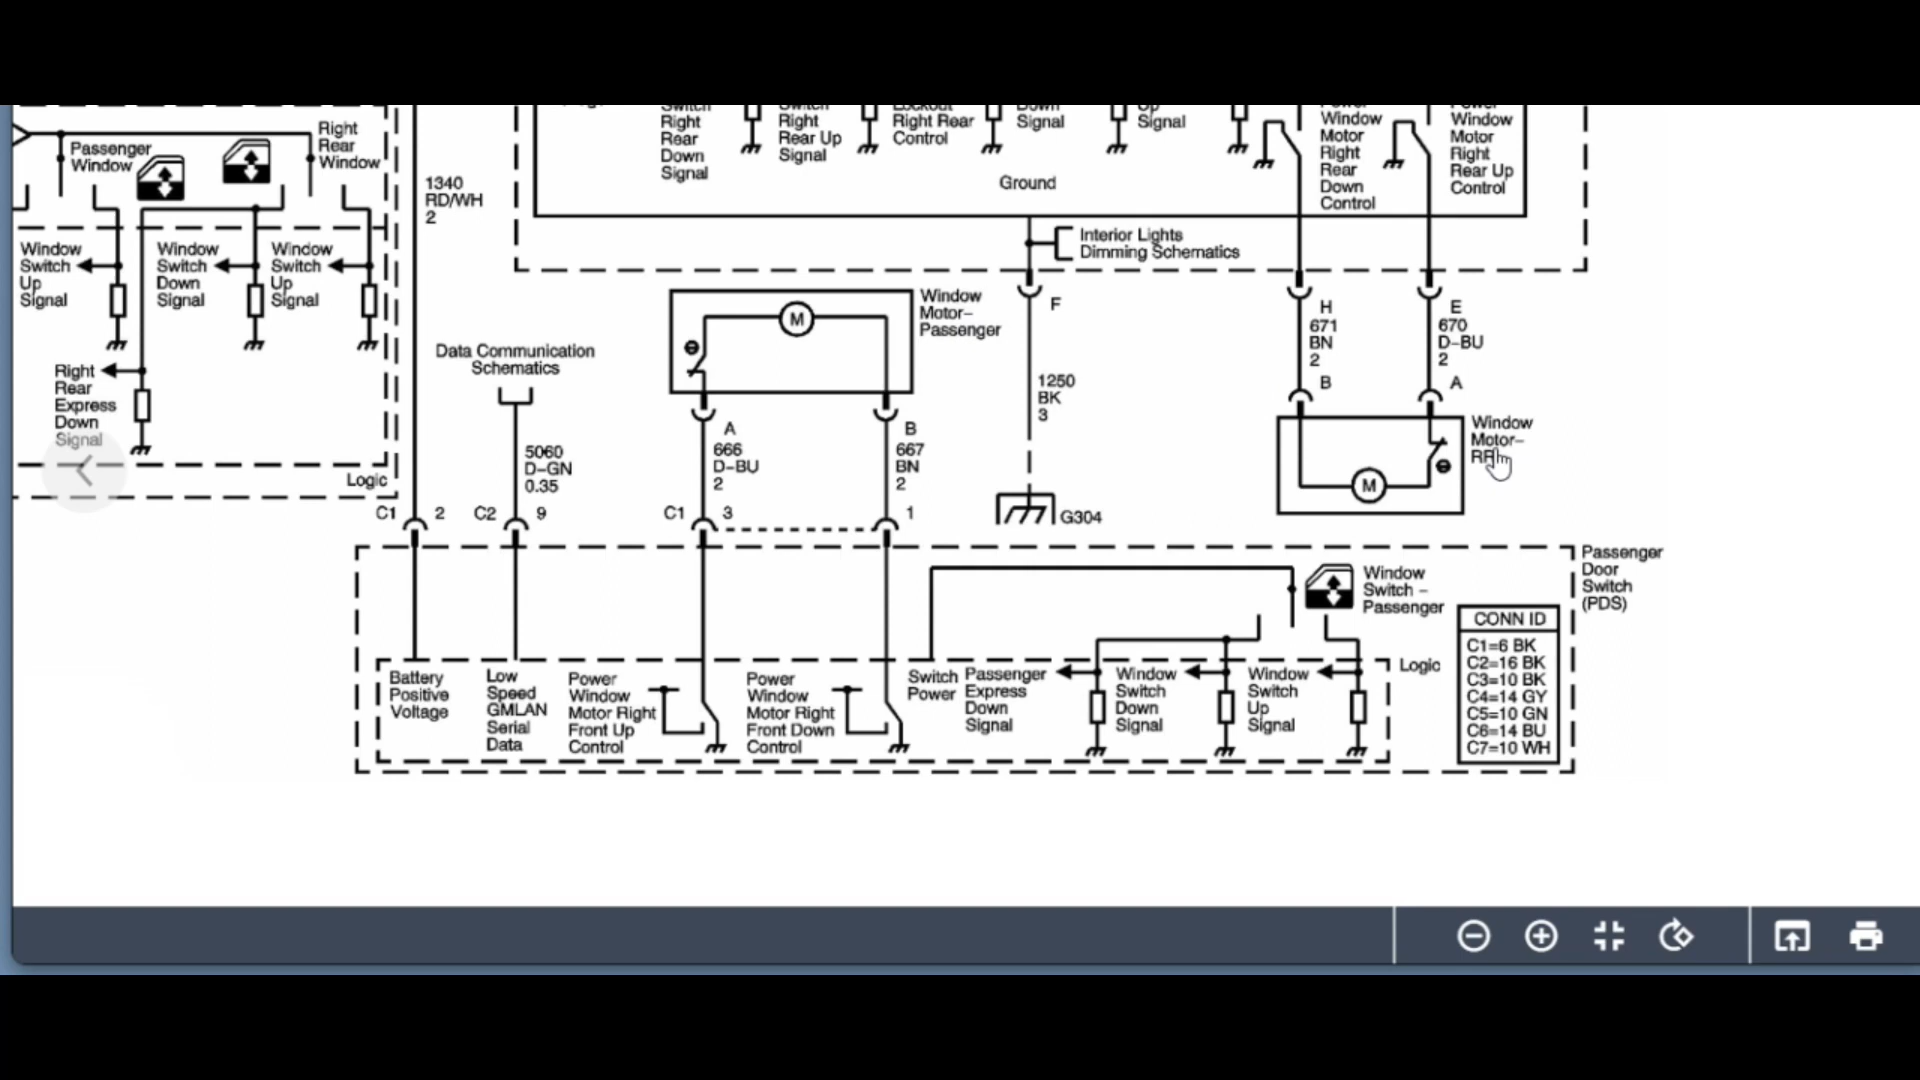 Passenger
Window
Right
Rear
Window
Window
Switch
Up
Signal
Window
Switch
Down
Signal
Window
Switch
Up
Signal
Right
Rear
Express
Down
Signal
Logic
1340
RD/WH
2
Switch
Right
Rear
Down
Signal
Switch
Right
Rear Up
Signal
Lockout
Right Rear
Control
Down
Signal
Up
Signal
Power
Window
Motor
Right
Rear
Down
Control
Power
Window
Motor
Right
Rear Up
Control
Ground
Interior Lights
Dimming Schematics
Data Communication
Schematics
M
Window
Motor–
Passenger
F
H
671
BN
2
B
E
670
D–BU
2
A
1250
BK
3
G304
Window
Motor–
M
5060
D–GN
0.35
A
666
D–BU
2
B
667
BN
2
C1 2
C2 9
C1 3
1
Passenger
Door
Switch
(PDS)
Window
Switch –
Passenger
CONN ID
C1=6 BK
C2=16 BK
C3=10 BK
C4=14 GY
C5=10 GN
C6=14 BU
C7=10 WH
Logic
Battery
Positive
Voltage
Low
Speed
GMLAN
Serial
Data
Power
Window
Motor Right
Front Up
Control
Power
Window
Motor Right
Front Down
Control
Switch
Power
Passenger
Express
Down
Signal
Window
Switch
Down
Signal
Window
Switch
Up
Signal